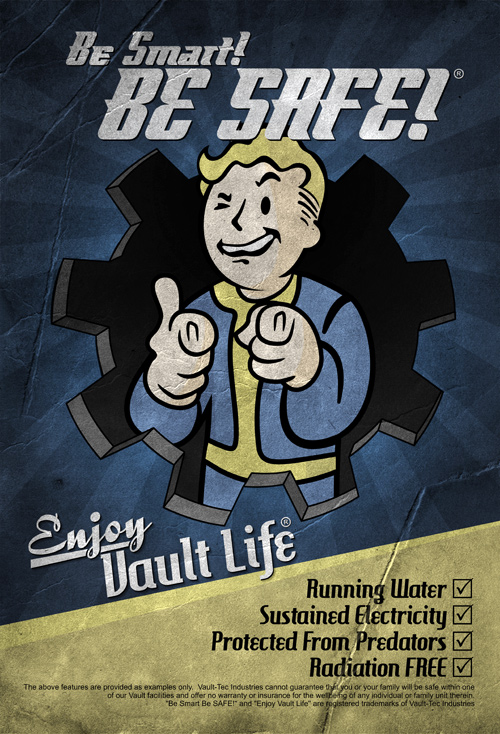 Be Smart!
BE SAFE!®
Enjoy
Vault Life®
Running Water ☑
Sustained Electricity ☑
Protected From Predators ☑
Radiation FREE ☑
The above features are provided as examples only. Vault-Tec Industries cannot guarantee that you or your family will be safe within one
of our Vault facilities and offer no warranty or insurance for the wellbeing of any individual or family unit therein.
"Be Smart Be SAFE!" and "Enjoy Vault Life" are registered trademarks of Vault-Tec Industries